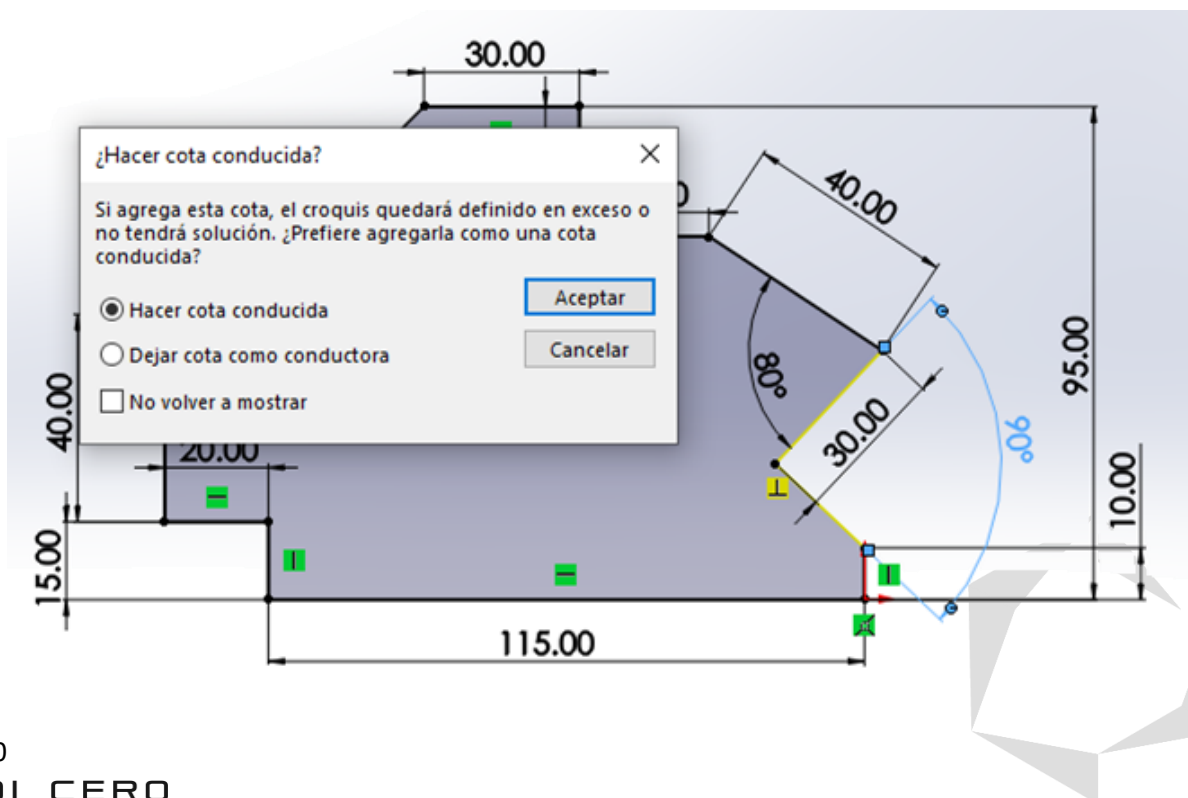 30.00
¿Hacer cota conducida?
Si agrega esta cota, el croquis quedará definido en exceso o
no tendrá solución. ¿Prefiere agregarla como una cota
conducida?
Hacer cota conducida
Aceptar
Dejar cota como conductora
Cancelar
No volver a mostrar
40.00
95.00
80°
90°
30.00
40.00
20.00
10.00
15.00
115.00
CERO